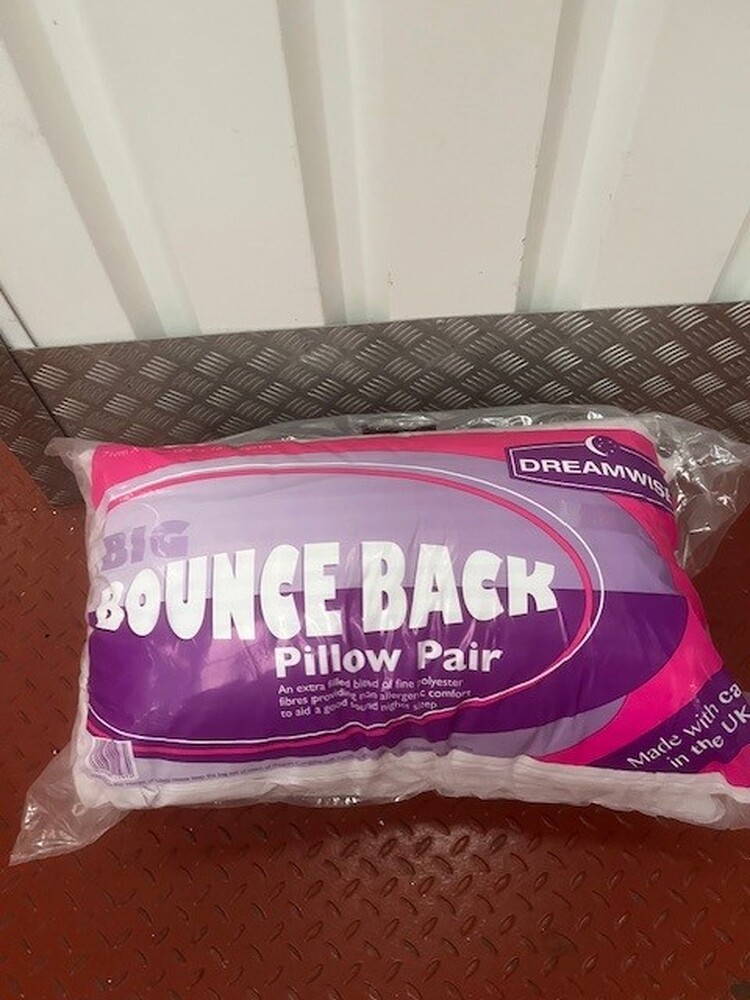 DREAMWISE
BIG
BOUNCE BACK
Pillow Pair
An extra filled blend of fine polyester
fibres providing non allergenic comfort
to aid a good sound nights sleep
Made with ca
in the UK